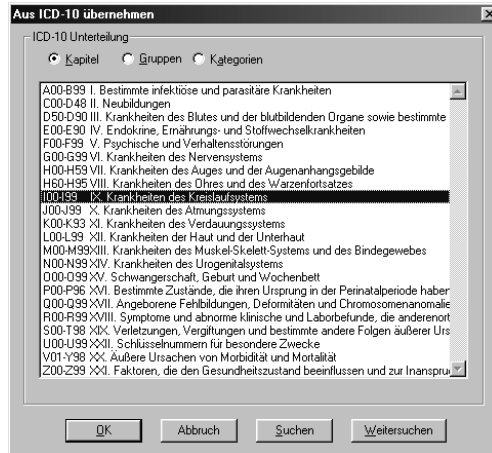 Aus ICD-10 übernehmen
ICD-10 Unterteilung
Kapitel Gruppen Kategorien
A00-B99 I. Bestimmte infektiöse und parasitäre Krankheiten
C00-D48 II. Neubildungen
D50-D90 III. Krankheiten des Blutes und der blutbildenden Organe sowie bestimmte
E00-E90 IV. Endokrine, Ernährungs- und Stoffwechselkrankheiten
F00-F99 V. Psychische und Verhaltensstörungen
G00-G99 VI. Krankheiten des Nervensystems
H00-H59 VII. Krankheiten des Auges und der Augenanhangsgebilde
H60-H95 VIII. Krankheiten des Ohres und des Warzenfortsatzes
I00-I99 IX. Krankheiten des Kreislaufsystems
J00-J99 X. Krankheiten des Atmungssystems
K00-K93 XI. Krankheiten des Verdauungssystems
L00-L99 XII. Krankheiten der Haut und der Unterhaut
M00-M99 XIII. Krankheiten des Muskel-Skelett-Systems und des Bindegewebes
N00-N99 XIV. Krankheiten des Urogenitalsystems
O00-O99 XV. Schwangerschaft, Geburt und Wochenbett
P00-P96 XVI. Bestimmte Zustände, die ihren Ursprung in der Perinatalperiode haben
Q00-Q99 XVII. Angeborene Fehlbildungen, Deformitäten und Chromosomenanomalie
R00-R99 XVIII. Symptome und abnorme klinische und Laborbefunde, die anderenort
S00-T98 XIX. Verletzungen, Vergiftungen und bestimmte andere Folgen äußerer Urs
U00-U99 XXII. Schlüsselnummern für besondere Zwecke
V01-Y98 XX. Äußere Ursachen von Morbidität und Mortalität
Z00-Z99 XXI. Faktoren, die den Gesundheitszustand beeinflussen und zur Inanspru
OK Abbruch Suchen Weitersuchen